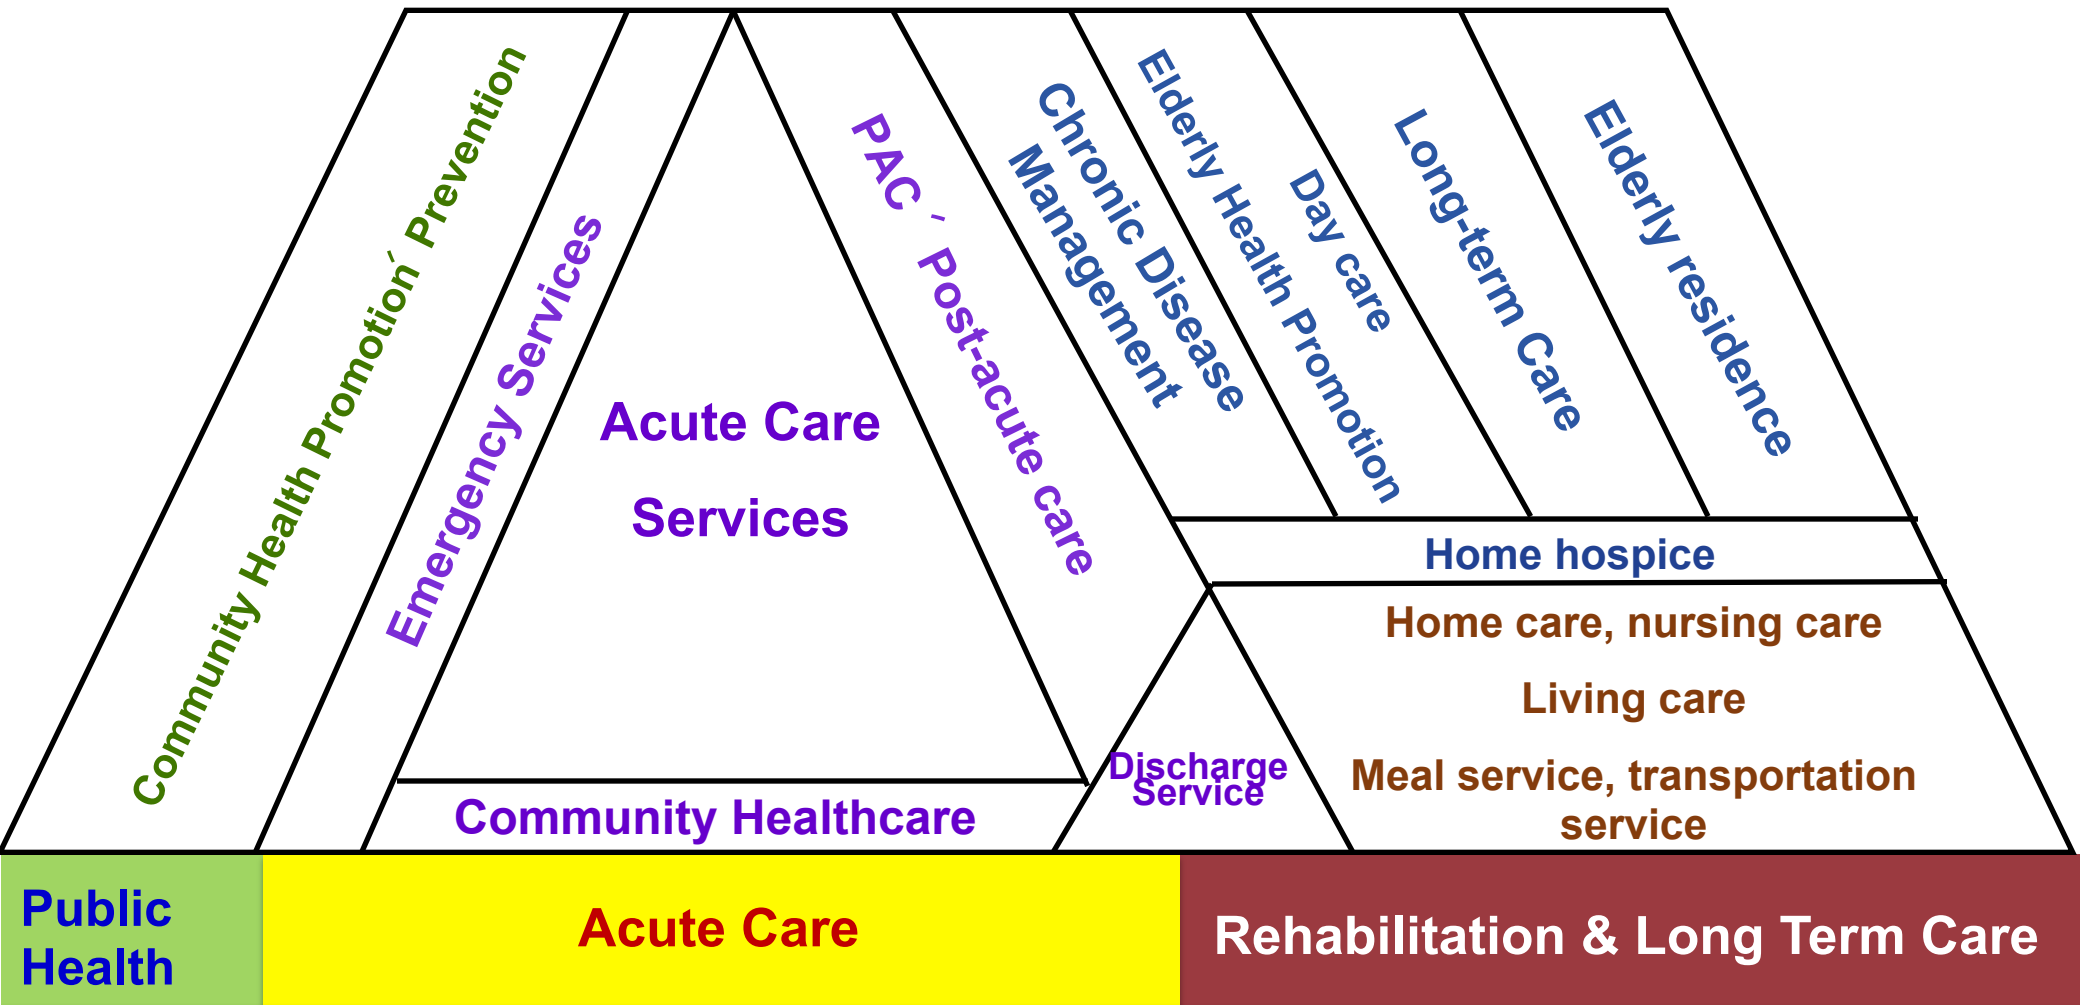 Community Health Promotion´ Prevention
Emergency Services
Acute Care
Services
Community Healthcare
PAC ´ Post-acute care
Discharge
Service
Chronic Disease
Management
Elderly Health Promotion
Day care
Long-term Care
Elderly residence
Home hospice
Home care, nursing care
Living care
Meal service, transportation
service
Public
Health
Acute Care
Rehabilitation & Long Term Care